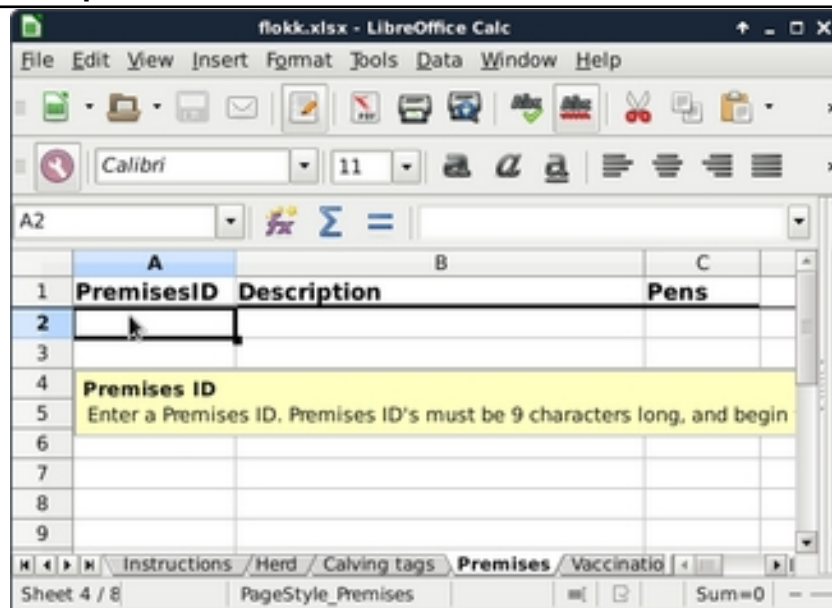 flokk.xlsx - LibreOffice Calc
File Edit View Insert Format Tools Data Window Help
Calibri 11
A2
A B C
1 PremisesID Description Pens
2
3
4
5
6
7
8
9
Premises ID
Enter a Premises ID. Premises ID's must be 9 characters long, and begin
Instructions Herd Calving tags Premises Vaccinatio
Sheet 4 / 8 PageStyle_Premises Sum=0